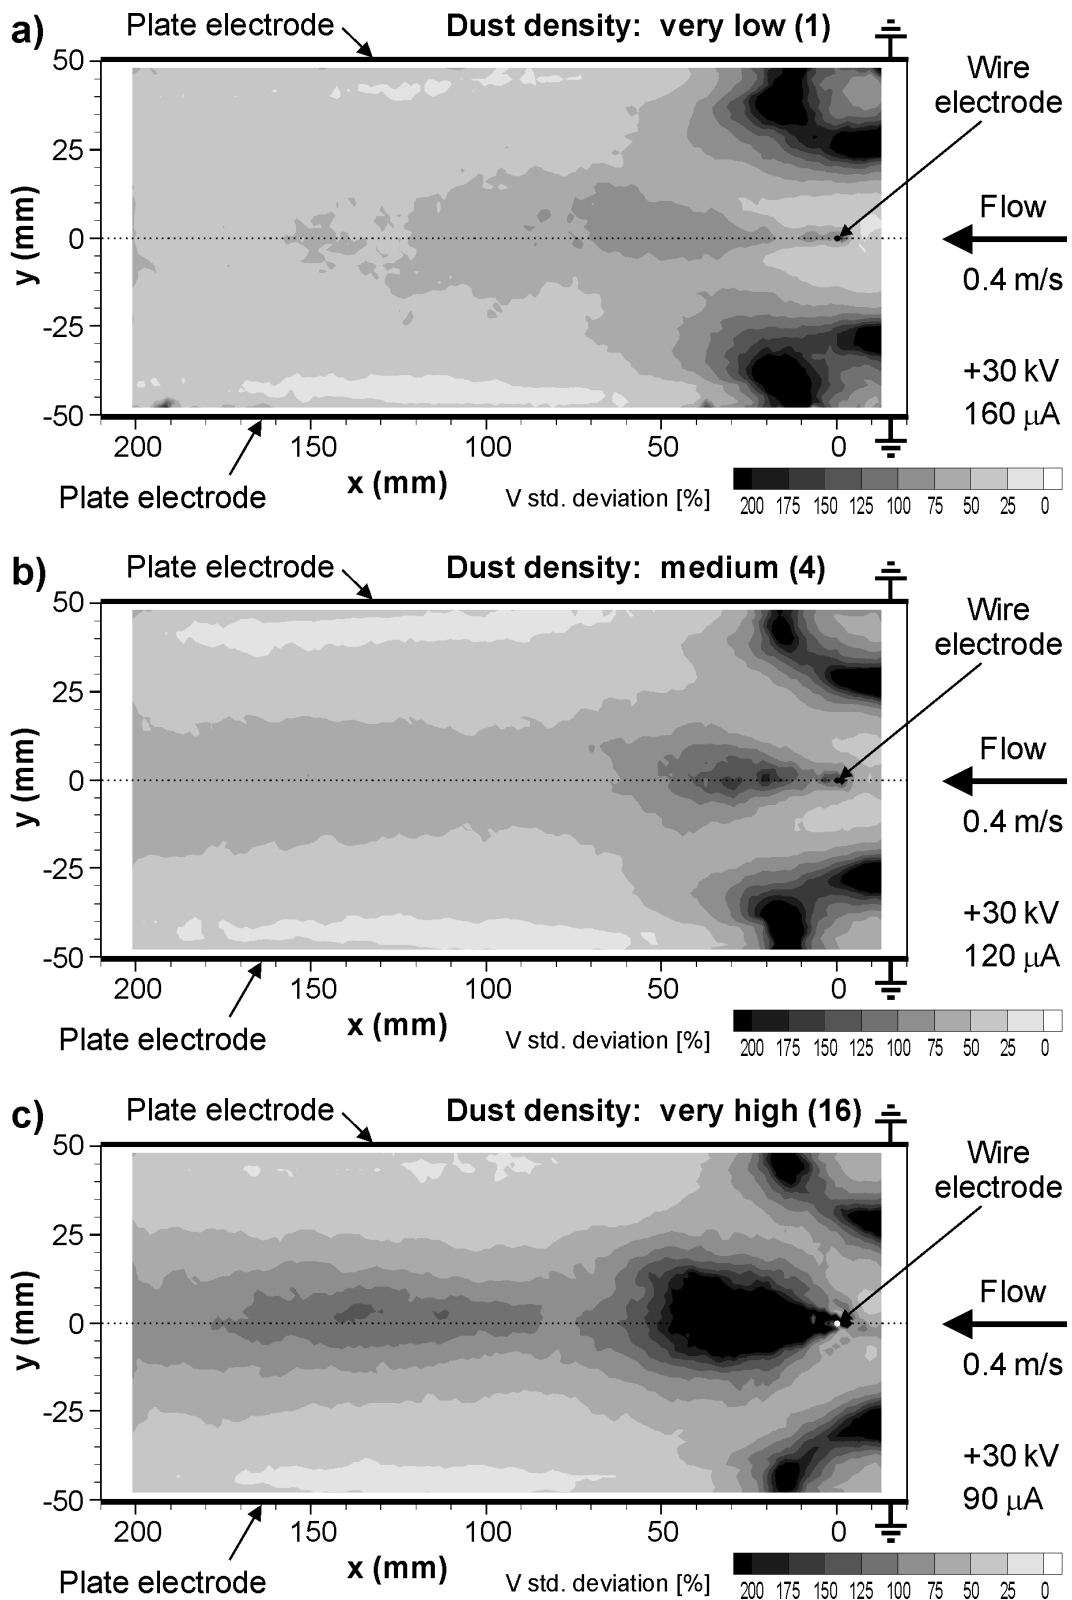 a)
Plate electrode
Dust density: very low (1)
Wire
electrode
50
25
0
-25
-50
y (mm)
Flow
0.4 m/s
+30 kV
160 µA
200 150 100 50 0
x (mm)
Plate electrode
V std. deviation [%]
200 175 150 125 100 75 50 25 0
b)
Plate electrode
Dust density: medium (4)
Wire
electrode
50
25
0
-25
-50
y (mm)
Flow
0.4 m/s
+30 kV
120 µA
200 150 100 50 0
x (mm)
Plate electrode
V std. deviation [%]
200 175 150 125 100 75 50 25 0
c)
Plate electrode
Dust density: very high (16)
Wire
electrode
50
25
0
-25
-50
y (mm)
Flow
0.4 m/s
+30 kV
90 µA
200 150 100 50 0
x (mm)
Plate electrode
V std. deviation [%]
200 175 150 125 100 75 50 25 0